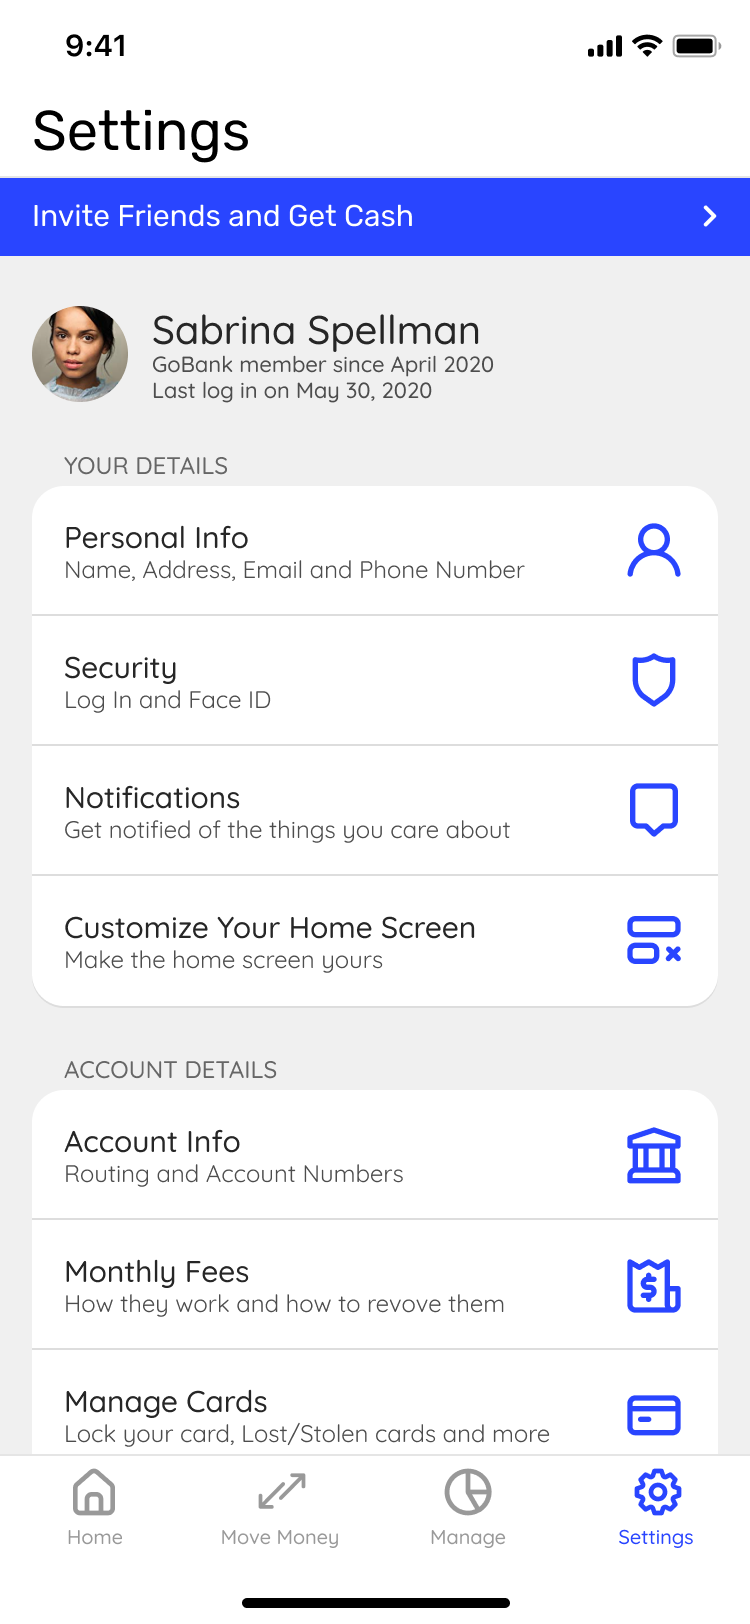 9:41
Settings
Invite Friends and Get Cash
Sabrina Spellman
GoBank member since April 2020
Last log in on May 30, 2020
YOUR DETAILS
Personal Info
Name, Address, Email and Phone Number
Security
Log In and Face ID
Notifications
Get notified of the things you care about
Customize Your Home Screen
Make the home screen yours
ACCOUNT DETAILS
Account Info
Routing and Account Numbers
Monthly Fees
How they work and how to revove them
Manage Cards
Lock your card, Lost/Stolen cards and more
Home
Move Money
Manage
Settings